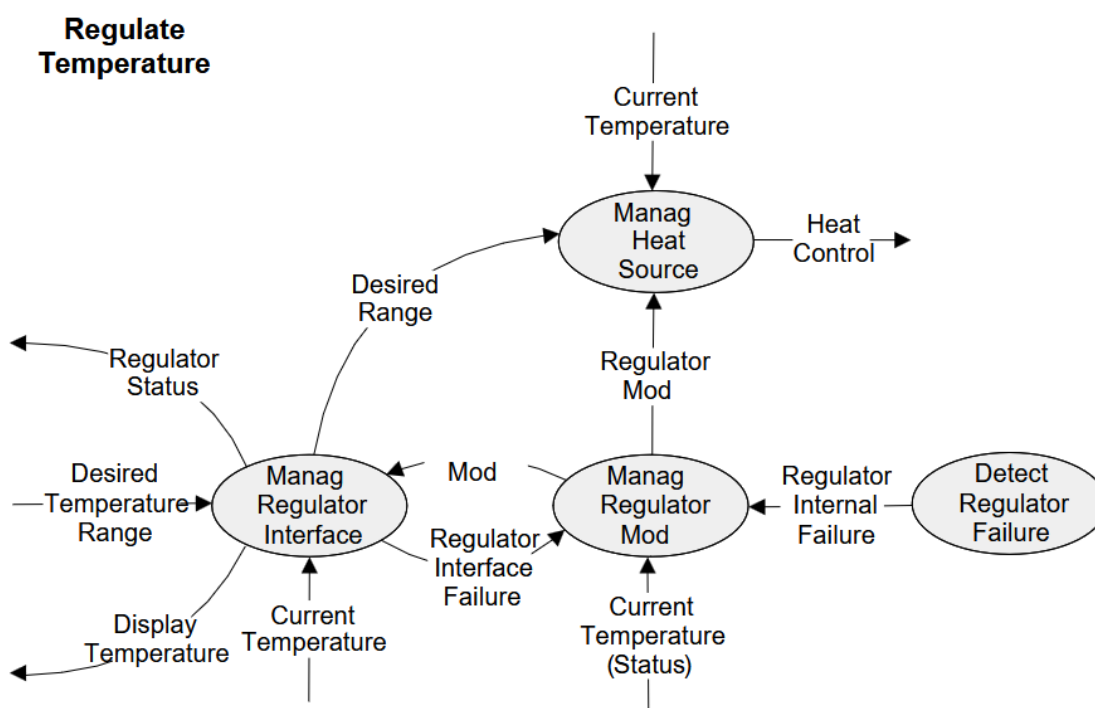 Regulate
Temperature
Current
Temperature
Manag
Heat
Source
Heat
Control
Desired
Range
Regulator
Status
Regulator
Mod
Desired
Temperature
Range
Manag
Regulator
Interface
Mod
Manag
Regulator
Mod
Regulator
Internal
Failure
Detect
Regulator
Failure
Regulator
Interface
Failure
Display
Temperature
Current
Temperature
Current
Temperature
(Status)